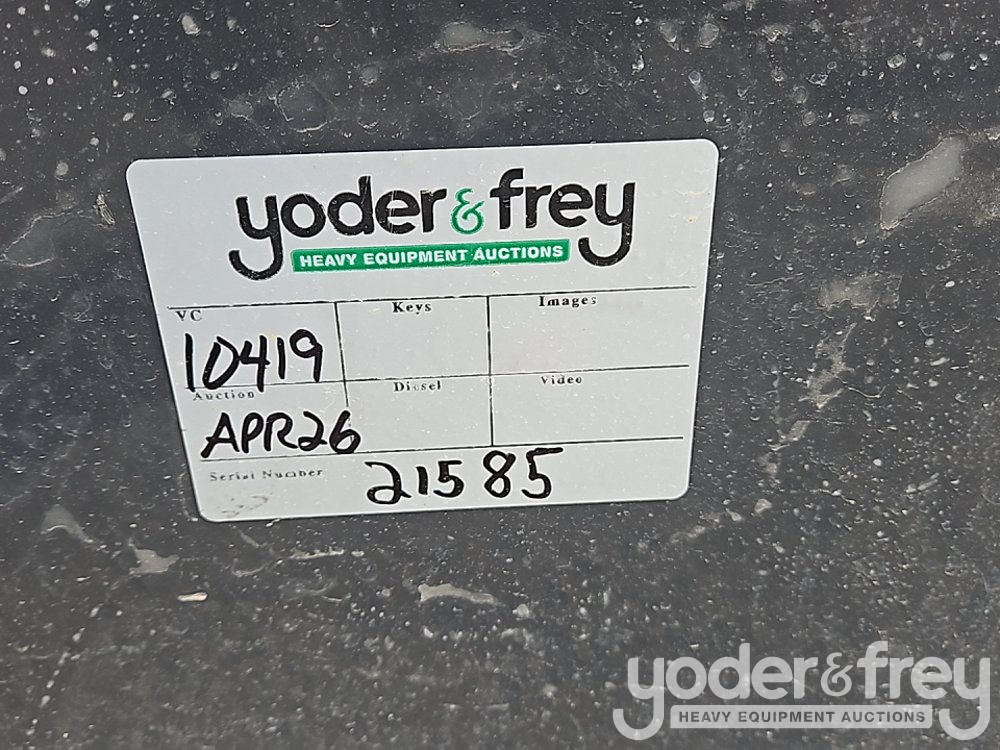 yoder & frey
HEAVY EQUIPMENT AUCTIONS
VC Keys Images
10419
Auction Diesel Video
APR26
Serial Number 21585
yoder & frey
HEAVY EQUIPMENT AUCTIONS